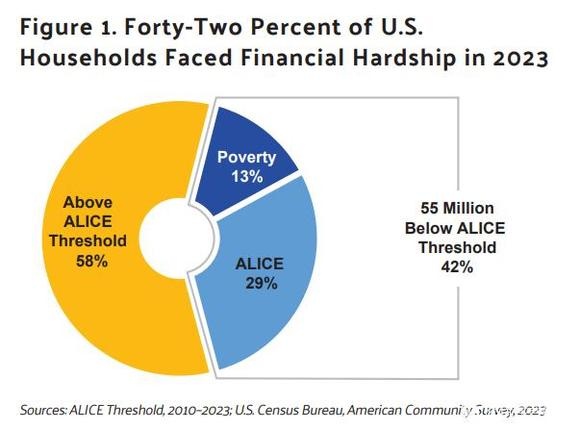 Figure 1. Forty-Two Percent of U.S.
Households Faced Financial Hardship in 2023
Poverty
13%
Above
ALICE
Threshold
58%
55 Million
Below ALICE
Threshold
42%
ALICE
29%
Sources: ALICE Threshold, 2010–2023; U.S. Census Bureau, American Community Survey, 2023